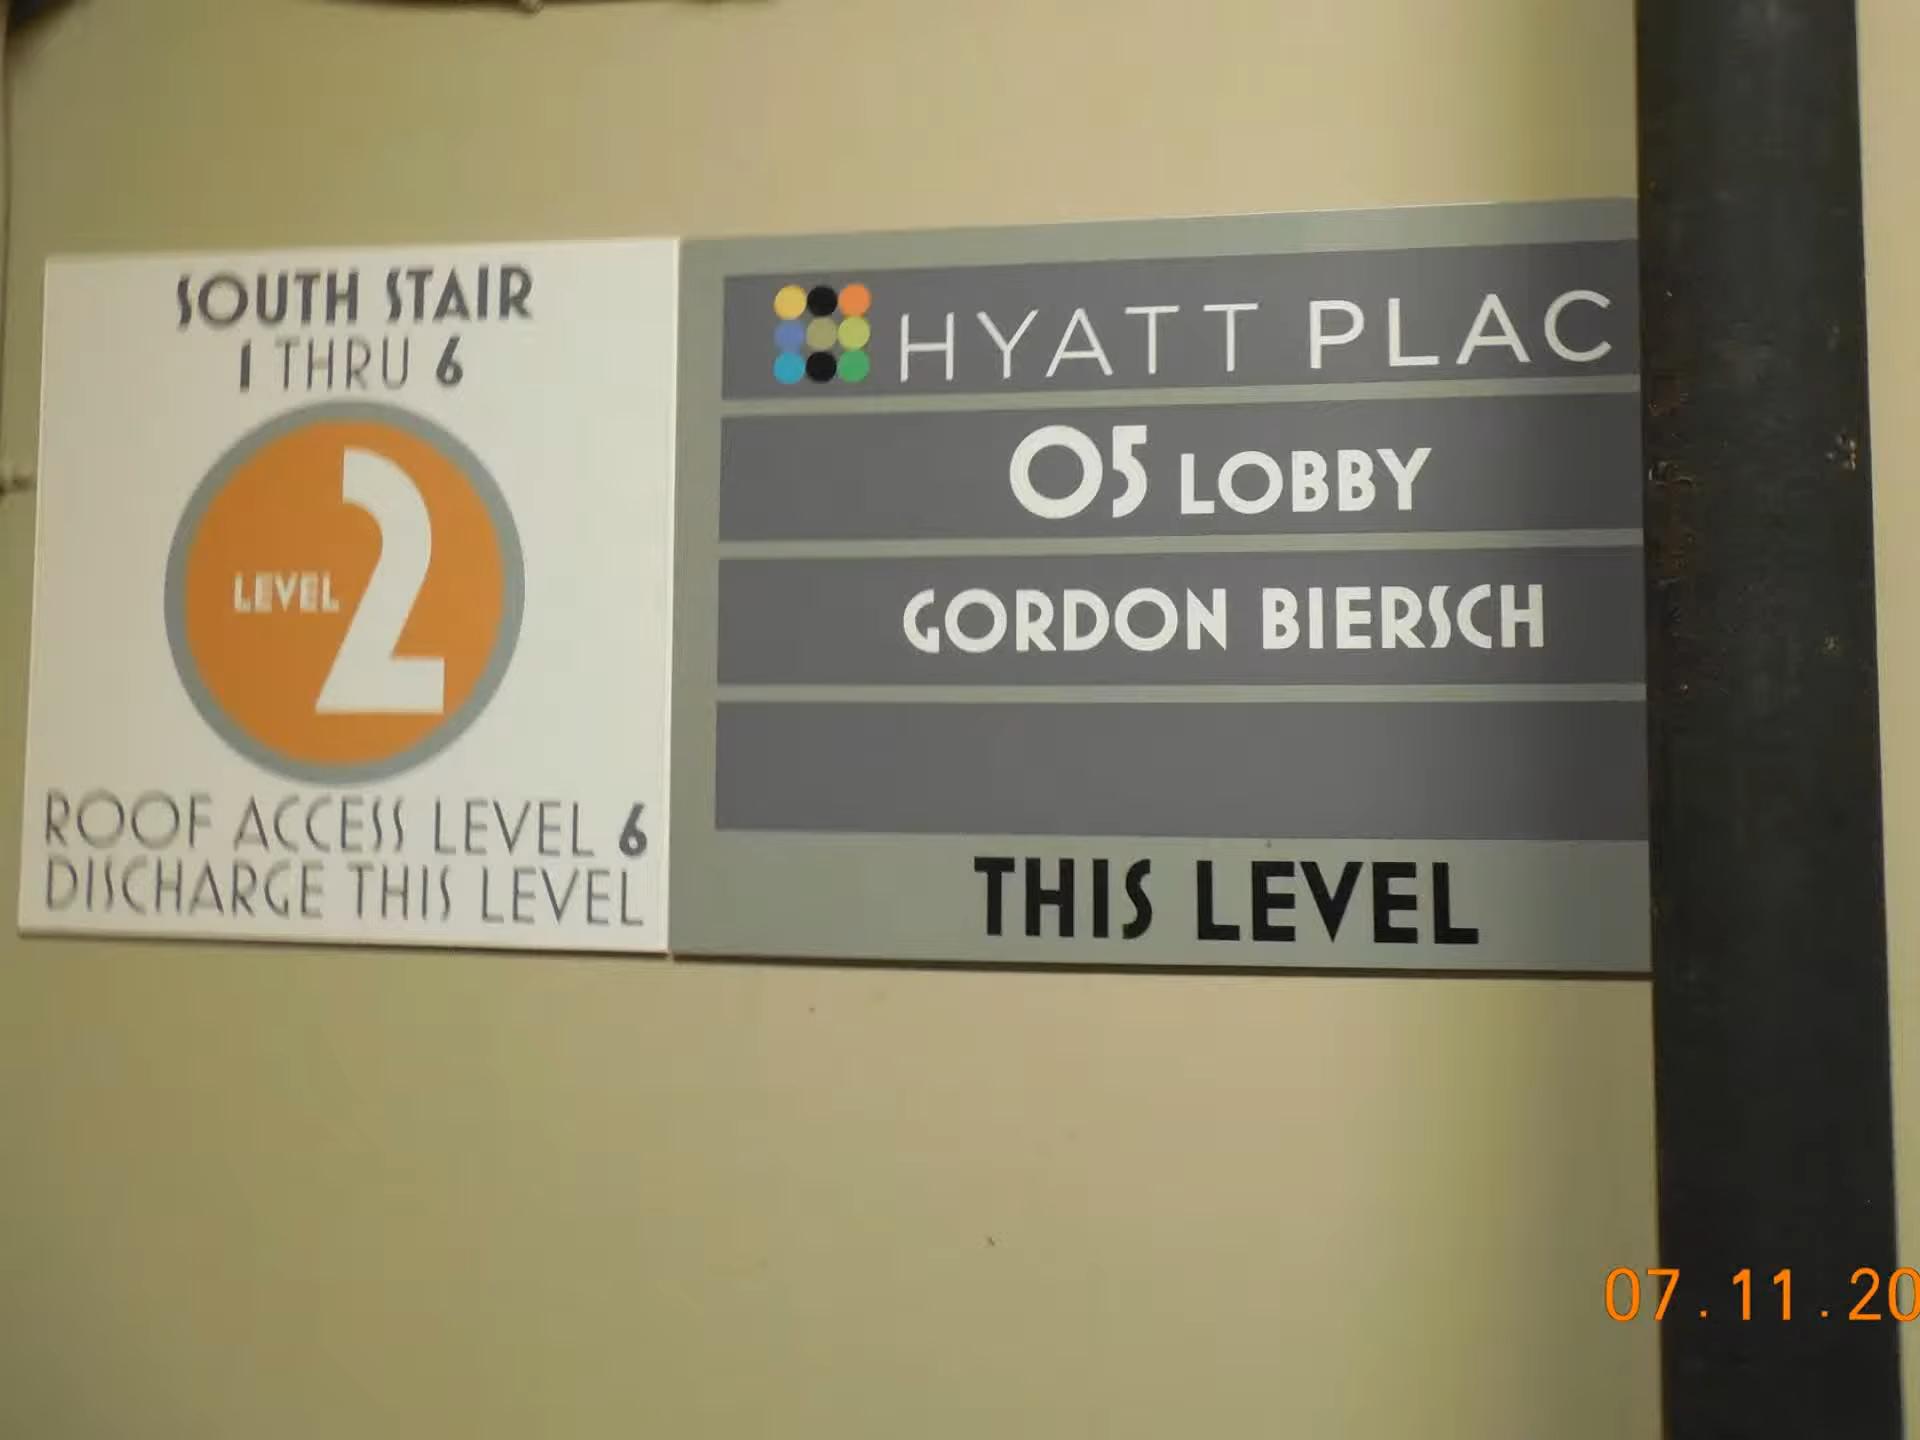 SOUTH STAIR
1 THRU 6
LEVEL 2
ROOF ACCESS LEVEL 6
DISCHARGE THIS LEVEL
HYATT PLAC
05 LOBBY
GORDON BIERSCH
THIS LEVEL
07.11.20